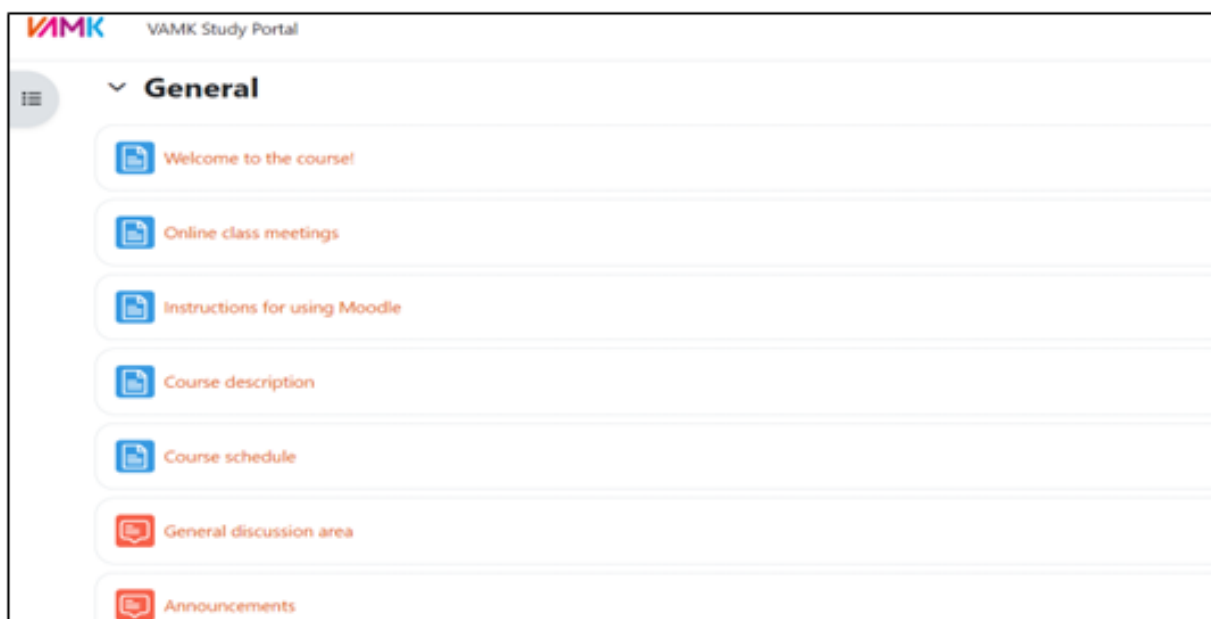 VAMK VAMK Study Portal
General
Welcome to the course!
Online class meetings
Instructions for using Moodle
Course description
Course schedule
General discussion area
Announcements